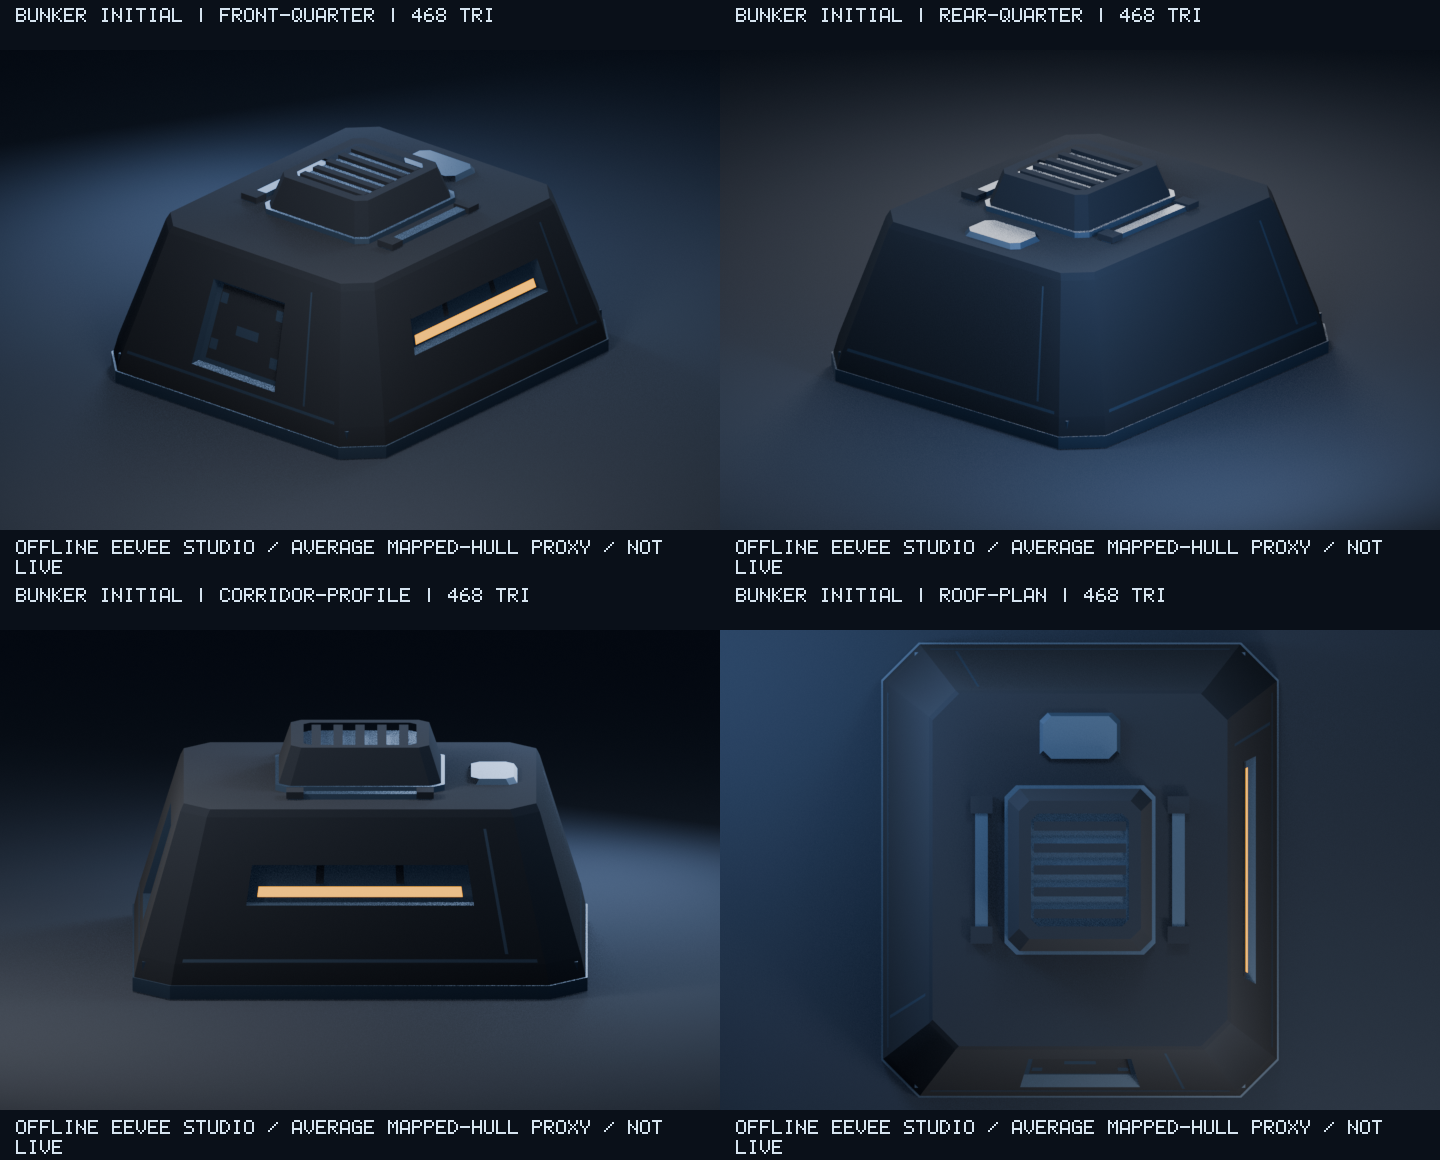 BUNKER INITIAL | FRONT-QUARTER | 468 TRI
BUNKER INITIAL | REAR-QUARTER | 468 TRI
OFFLINE EEVEE STUDIO / AVERAGE MAPPED-HULL PROXY / NOT
LIVE
OFFLINE EEVEE STUDIO / AVERAGE MAPPED-HULL PROXY / NOT
LIVE
BUNKER INITIAL | CORRIDOR-PROFILE | 468 TRI
BUNKER INITIAL | ROOF-PLAN | 468 TRI
OFFLINE EEVEE STUDIO / AVERAGE MAPPED-HULL PROXY / NOT
LIVE
OFFLINE EEVEE STUDIO / AVERAGE MAPPED-HULL PROXY / NOT
LIVE